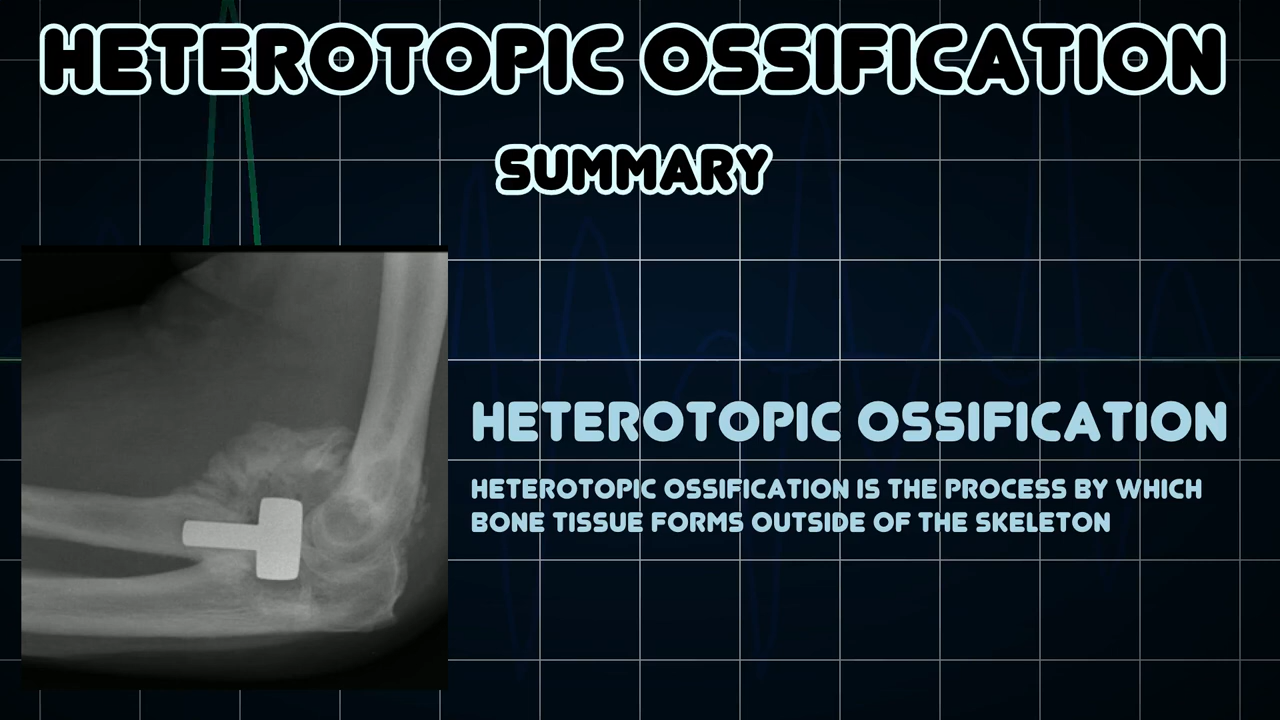 HETEROTOPIC OSSIFICATION
SUMMARY
HETEROTOPIC OSSIFICATION
HETEROTOPIC OSSIFICATION IS THE PROCESS BY WHICH
BONE TISSUE FORMS OUTSIDE OF THE SKELETON